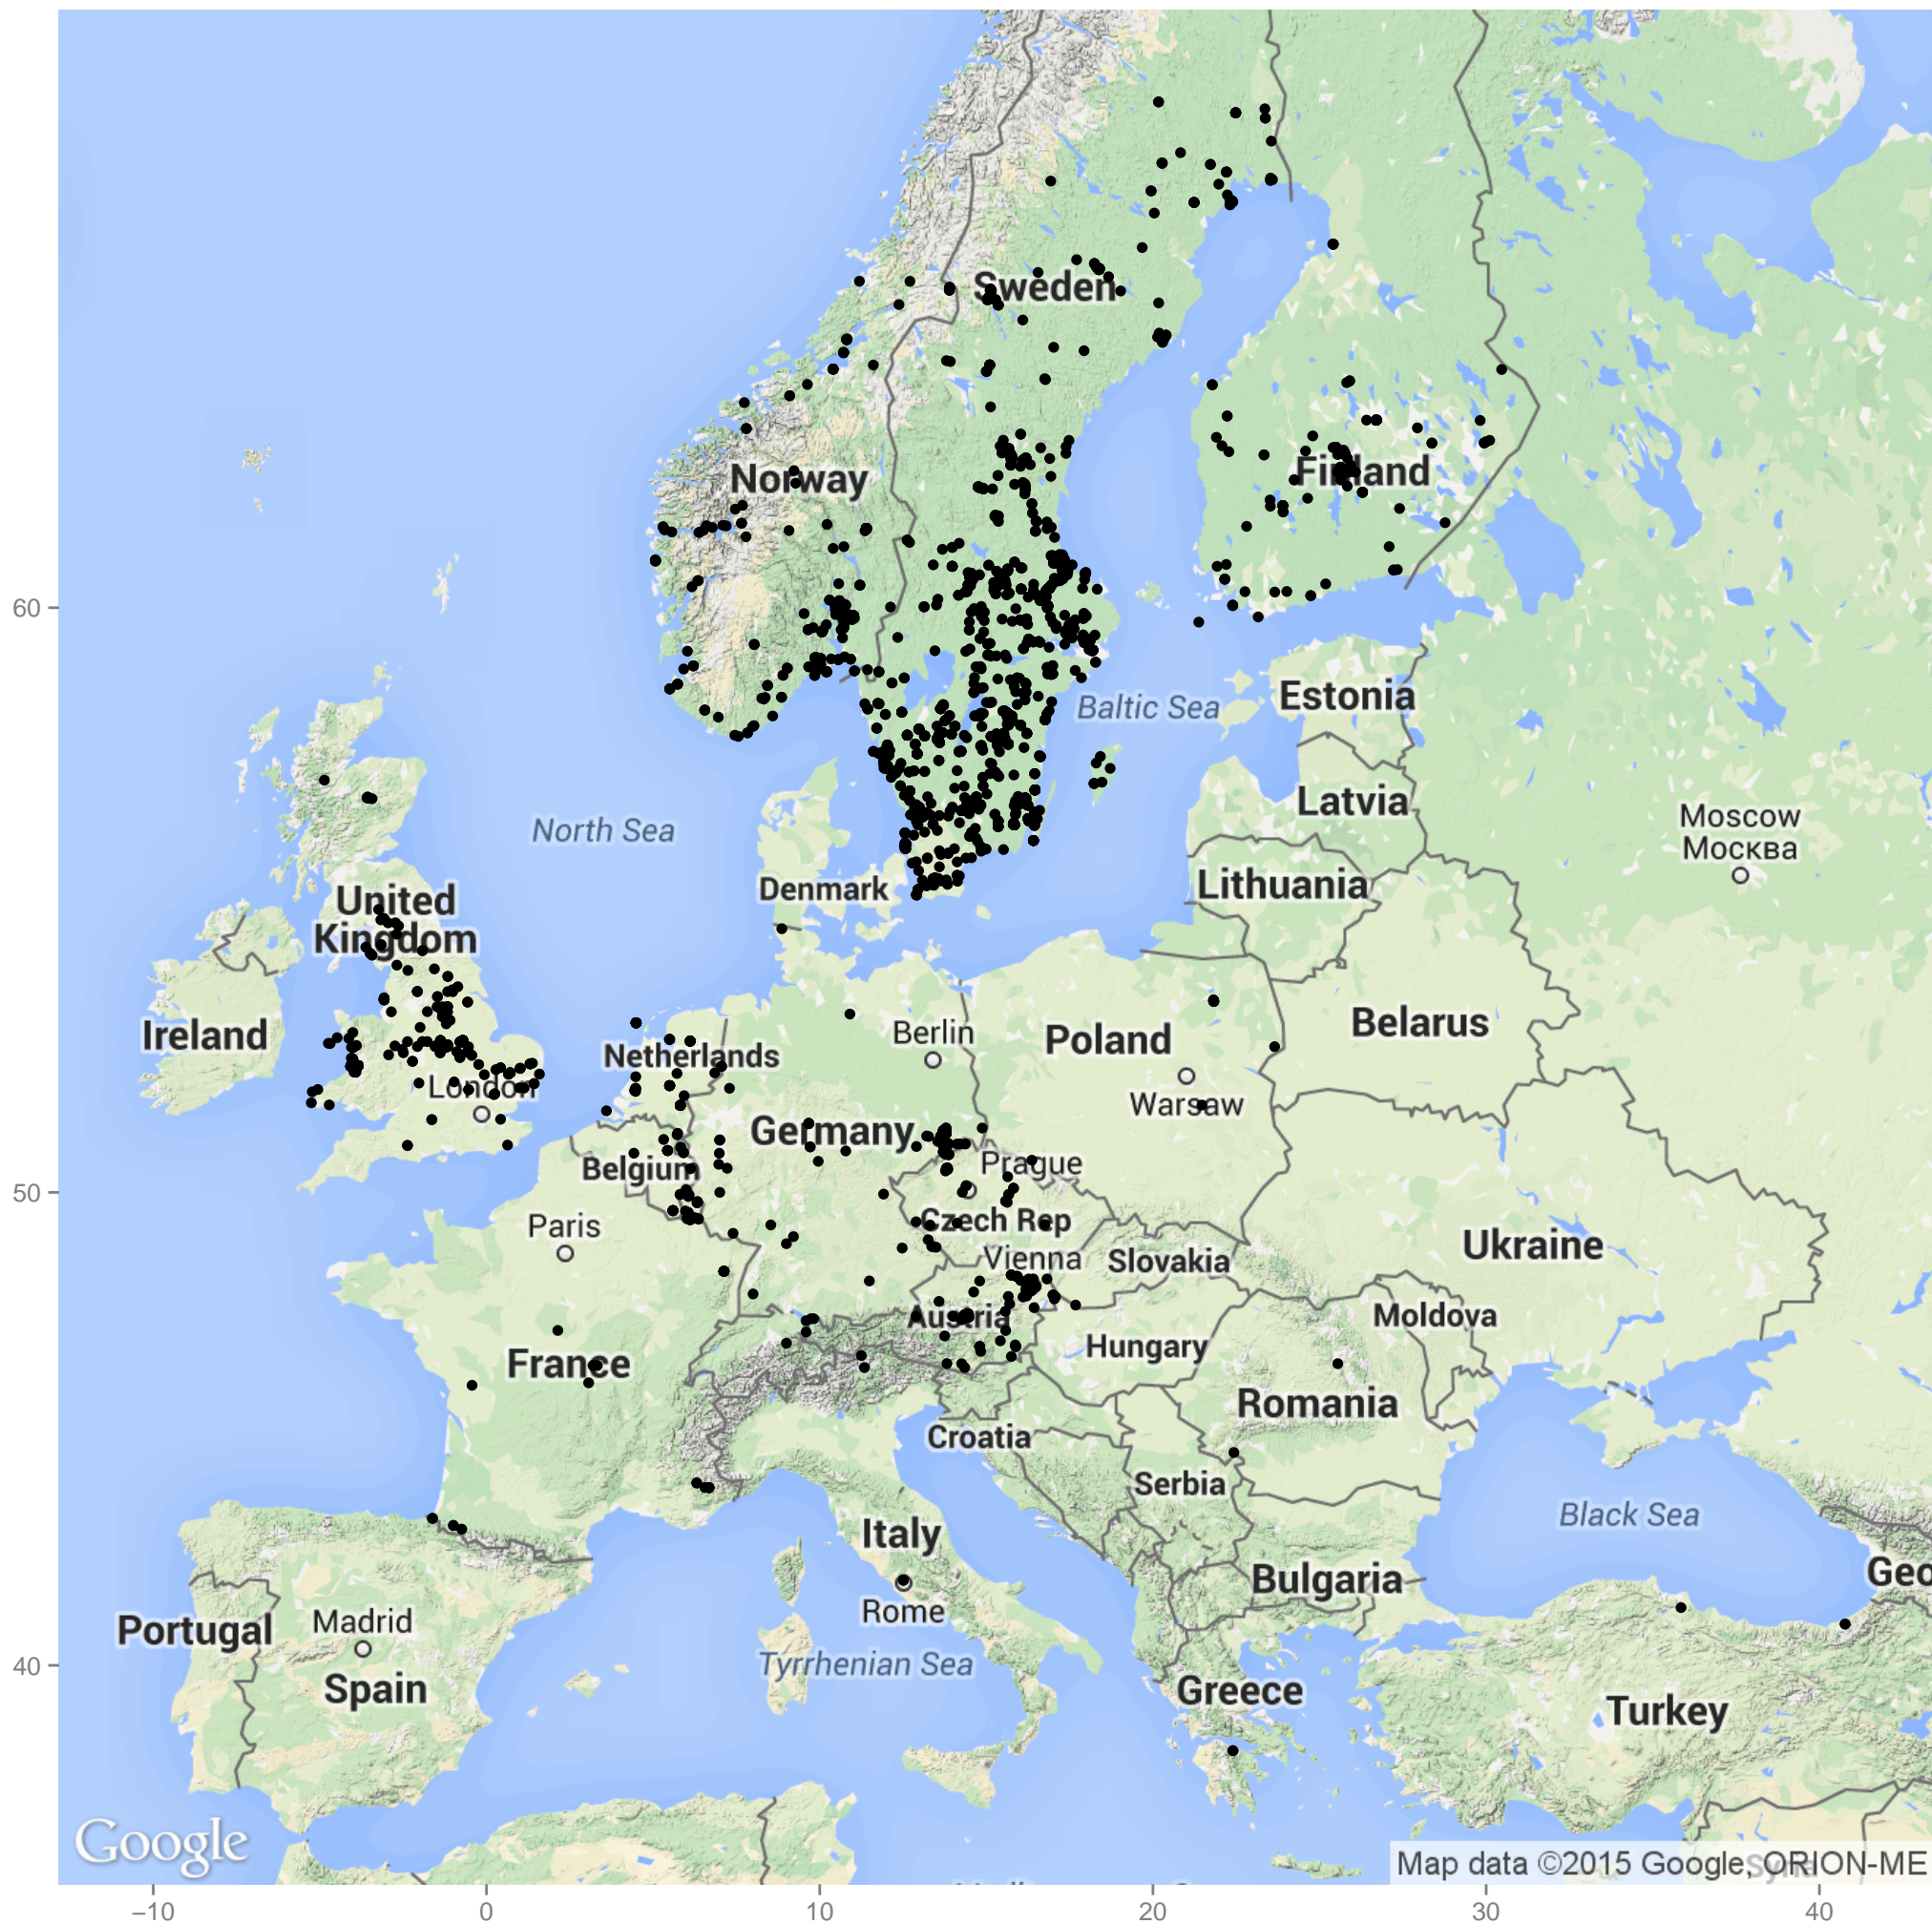 Sweden
Norway
Finland
60
Baltic Sea
Estonia
Latvia
North Sea
Moscow
Москва
Denmark
Lithuania
United
Kingdom
Ireland
Belarus
Berlin
Poland
Netherlands
London
Warsaw
Germany
Belgium
Prague
50
Paris
Czech Rep
Ukraine
Vienna
Slovakia
Austria
Moldova
Hungary
France
Romania
Croatia
Serbia
Black Sea
Italy
Geo
Bulgaria
Rome
Portugal
Madrid
40
Tyrrhenian Sea
Spain
Greece
Turkey
Google
Map data ©2015 Google, ORION-ME
Syria
−10
0
10
20
30
40